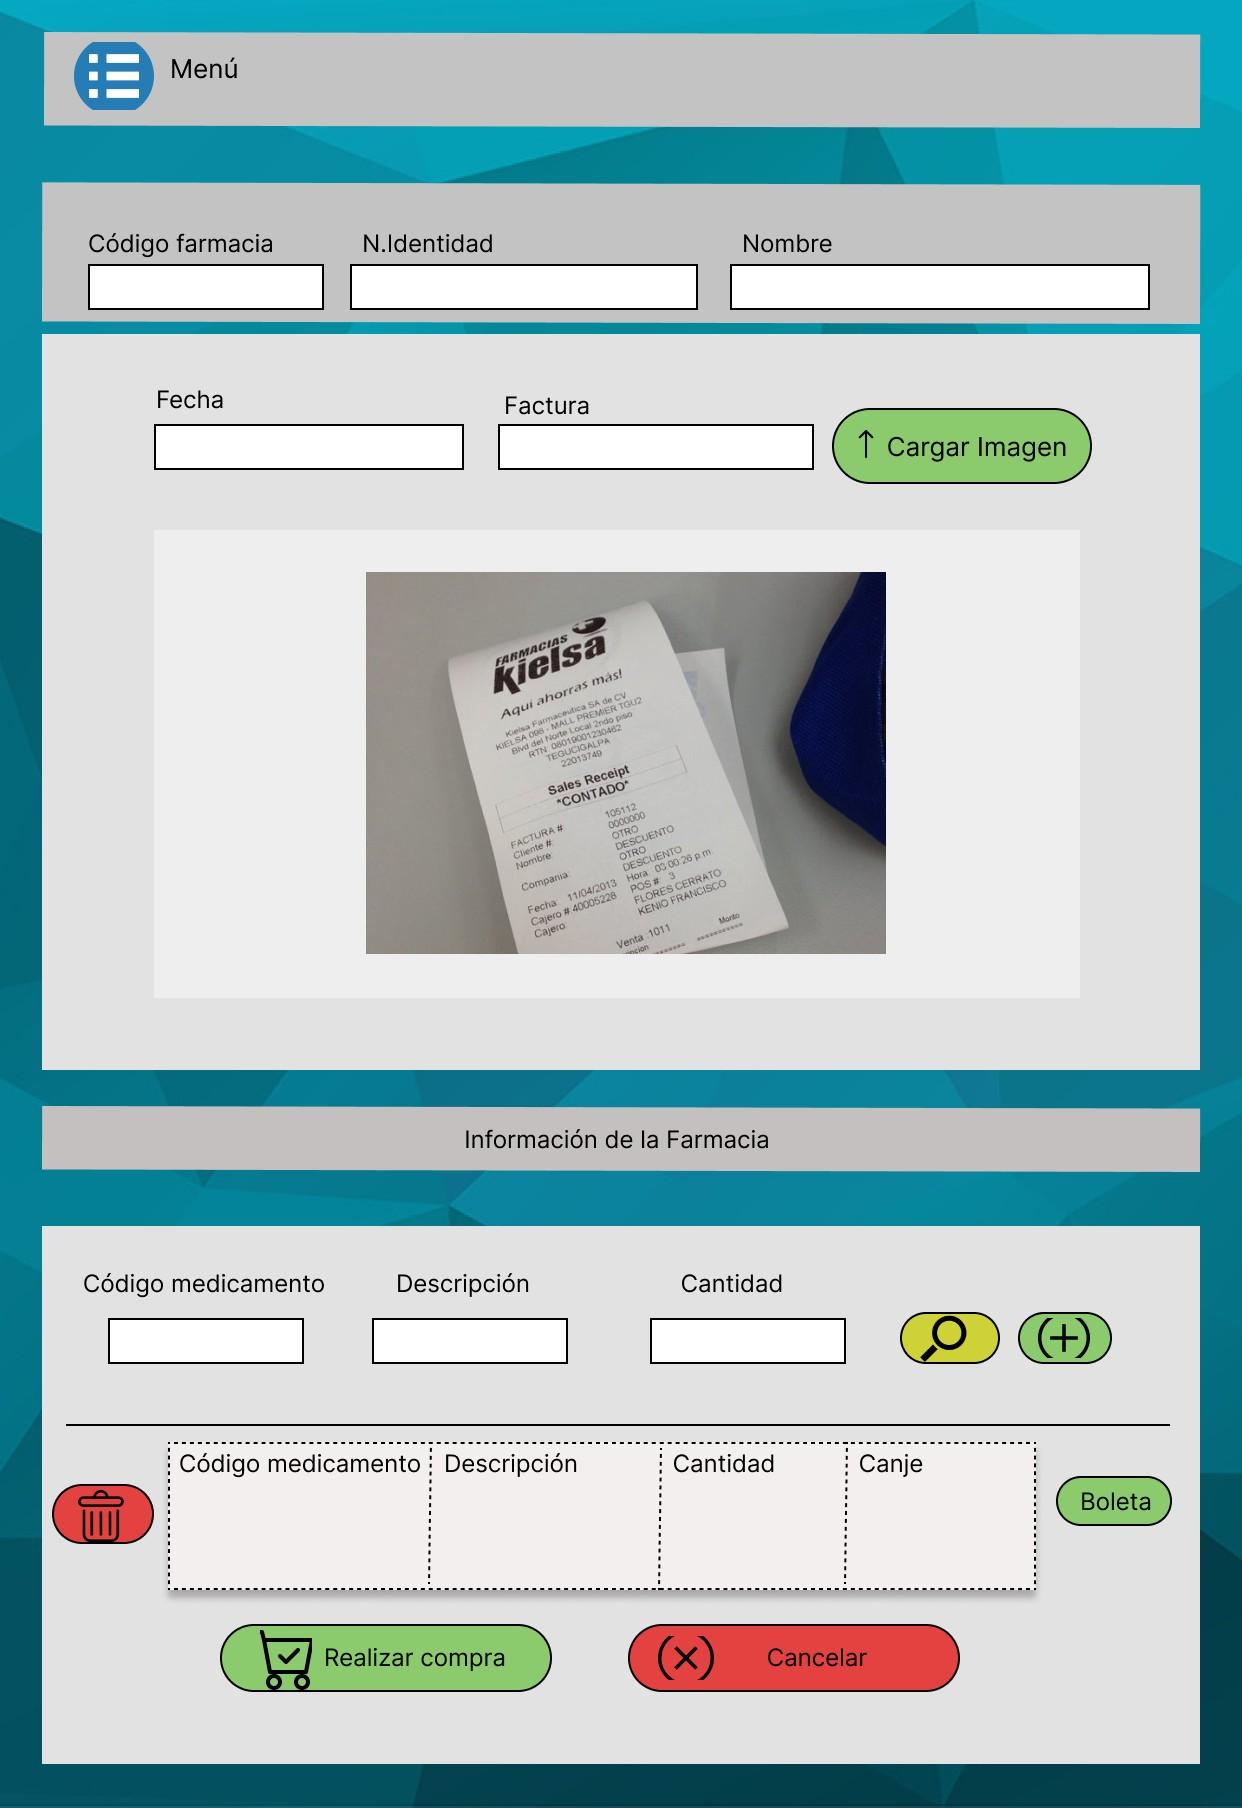 Menú
Código farmacia
N.Identidad
Nombre
Fecha
Factura
Cargar Imagen
FARMACIAS
Kielsa
Aquí ahorras más!
Kielsa Farmaceutica SA de CV
KIELSA 096 - MALL PREMIER TGU2
Blvd del Norte Local 2ndo piso
RTN 08019001230462
TEGUCIGALPA
22013749
Sales Receipt
*CONTADO*
FACTURA # 105112
Cliente # 0000000
Nombre: OTRO
DESCUENTO
Compania: OTRO
DESCUENTO
Fecha: 11/04/2013 Hora 03:00:26 p.m.
Cajero # 40005228 POS #: 3
Cajero: FLORES CERRATO
KENIO FRANCISCO
Venta 1011
Monto
Información de la Farmacia
Código medicamento
Descripción
Cantidad
Código medicamento
Descripción
Cantidad
Canje
Boleta
Realizar compra
Cancelar